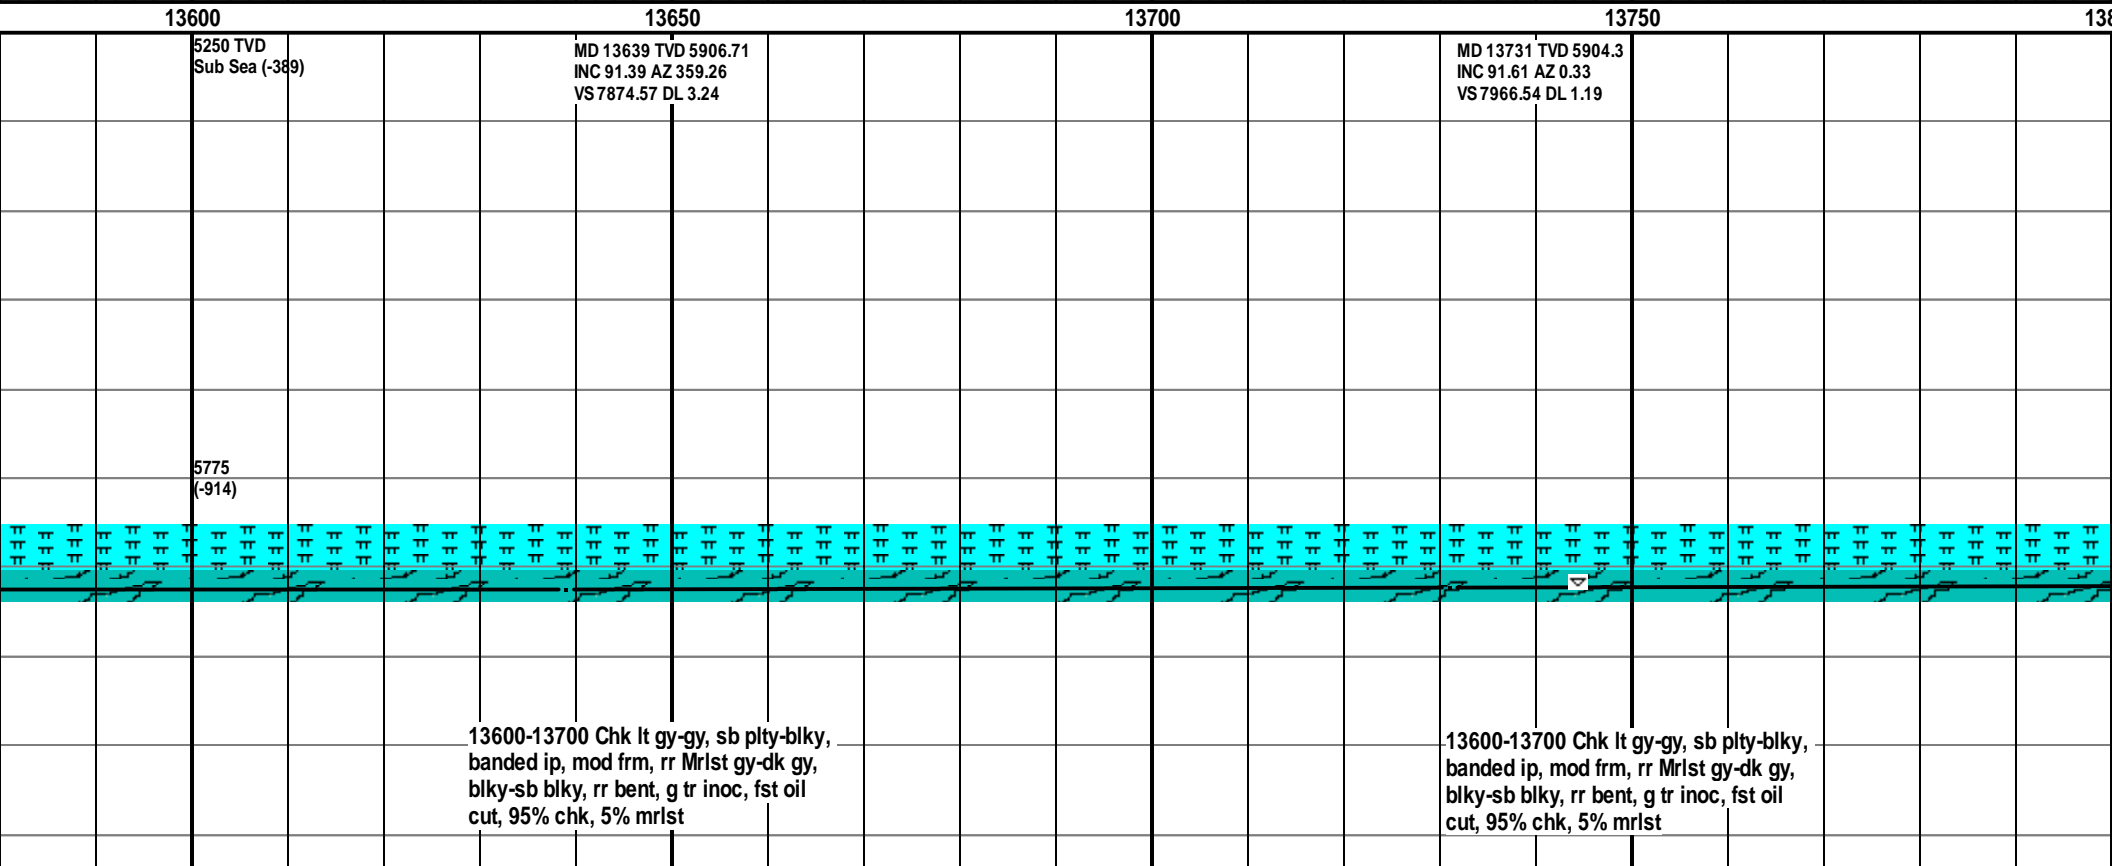 13600 13650 13700 13750 138
5250 TVD
Sub Sea (-389)
MD 13639 TVD 5906.71
INC 91.39 AZ 359.26
VS 7874.57 DL 3.24
MD 13731 TVD 5904.3
INC 91.61 AZ 0.33
VS 7966.54 DL 1.19
5775
(-914)
13600-13700 Chk lt gy-gy, sb plty-blky,
banded ip, mod frm, rr Mrlst gy-dk gy,
blky-sb blky, rr bent, g tr inoc, fst oil
cut, 95% chk, 5% mrlst
13600-13700 Chk lt gy-gy, sb plty-blky,
banded ip, mod frm, rr Mrlst gy-dk gy,
blky-sb blky, rr bent, g tr inoc, fst oil
cut, 95% chk, 5% mrlst